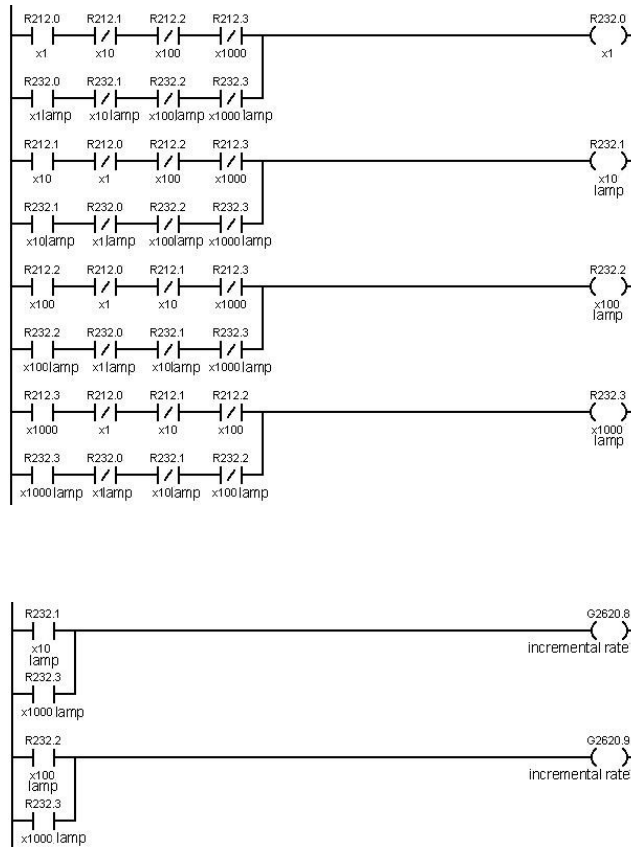 R212.0 R212.1 R212.2 R212.3 R232.0
x1 x10 x100 x1000 x1
R232.0 R232.1 R232.2 R232.3
x1lamp x10lamp x100lamp x1000 lamp
R212.1 R212.0 R212.2 R212.3 R232.1
x10 x1 x100 x1000 x10
lamp
R232.1 R232.0 R232.2 R232.3
x10lamp x1lamp x100lamp x1000lamp
R212.2 R212.0 R212.1 R212.3 R232.2
x100 x1 x10 x1000 x100
lamp
R232.2 R232.0 R232.1 R232.3
x100lamp x1lamp x10lamp x1000lamp
R212.3 R212.0 R212.1 R212.2 R232.3
x1000 x1 x10 x100 x1000
lamp
R232.3 R232.0 R232.1 R232.2
x1000lamp x1lamp x10lamp x100lamp
R232.1 G2620.8
x10 incremental rate
lamp
R232.3
x1000 lamp
R232.2 G2620.9
x100 incremental rate
lamp
R232.3
x1000 lamp